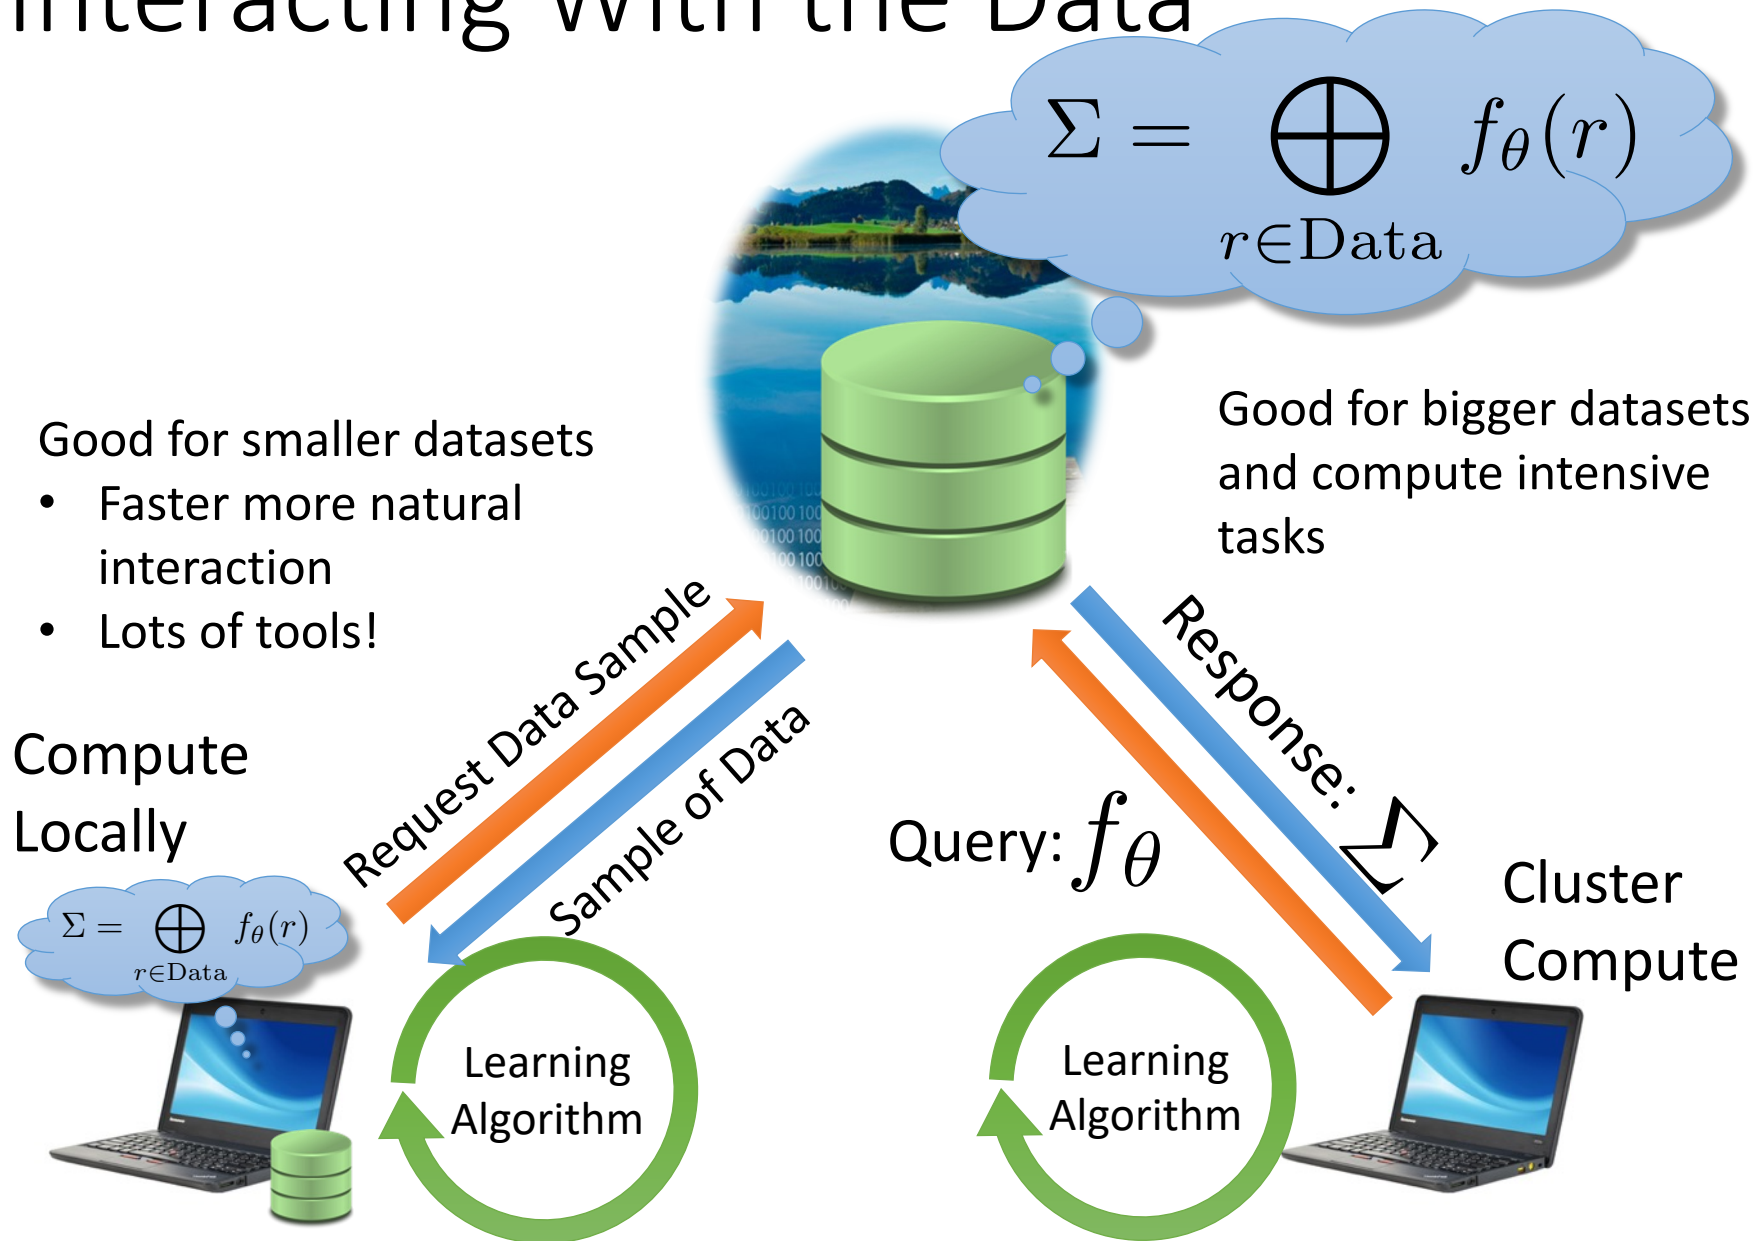 Interacting With the Data
Σ = ⨁ f_θ(r)
r∈Data
Good for smaller datasets
• Faster more natural
interaction
• Lots of tools!
Good for bigger datasets
and compute intensive
tasks
Request Data Sample
Sample of Data
Response: Σ
Query: f_θ
Compute
Locally
Σ = ⨁ f_θ(r)
r∈Data
Cluster
Compute
Learning
Algorithm
Learning
Algorithm